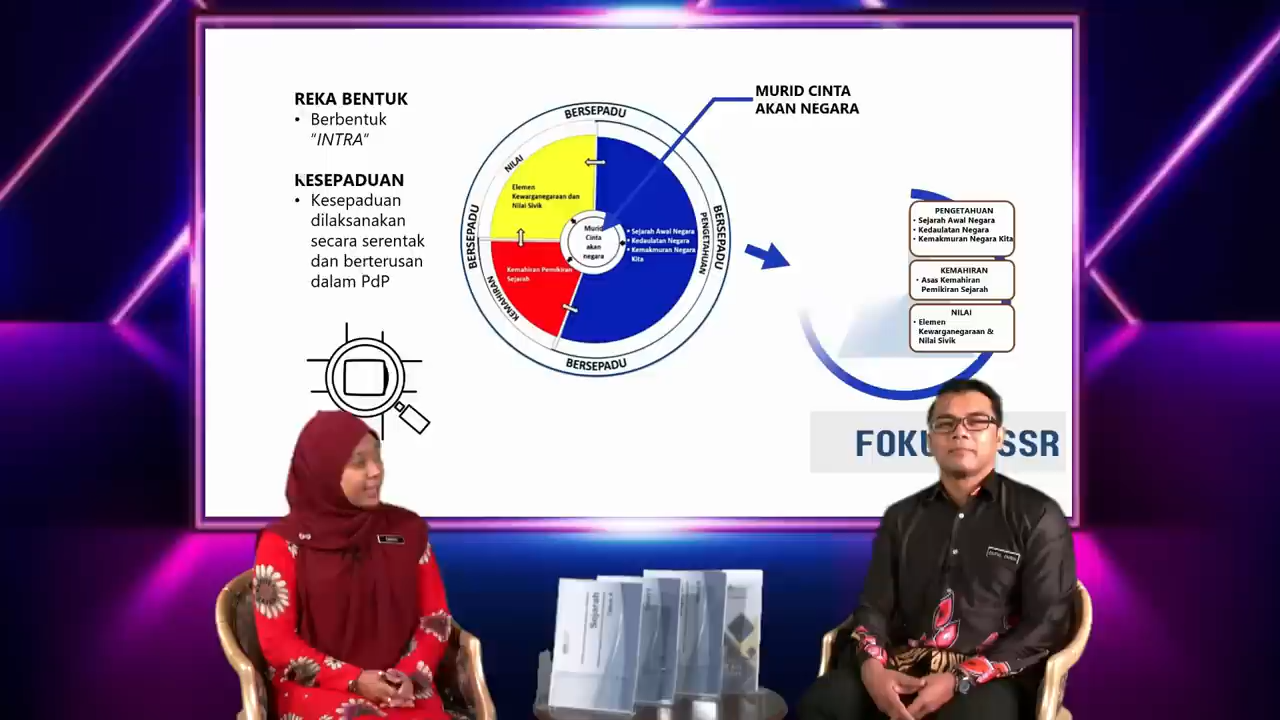 REKA BENTUK
• Berbentuk
"INTRA"
KESEPADUAN
• Kesepaduan
dilaksanakan
secara serentak
dan berterusan
dalam PdP
BERSEPADU
BERSEPADU
BERSEPADU
BERSEPADU
NILAI
Elemen
Kewarganegaraan dan
Nilai Sivik
KEMAHIRAN
Kemahiran Pemikiran
Sejarah
PENGETAHUAN
• Sejarah Awal Negara
• Kedaulatan Negara
• Kemakmuran Negara
Kita
Murid
Cinta
akan
negara
MURID CINTA
AKAN NEGARA
PENGETAHUAN
• Sejarah Awal Negara
• Kedaulatan Negara
• Kemakmuran Negara Kita
KEMAHIRAN
• Asas Kemahiran
Pemikiran Sejarah
NILAI
• Elemen
Kewarganegaraan &
Nilai Sivik
FOKU SSR
Sejarah